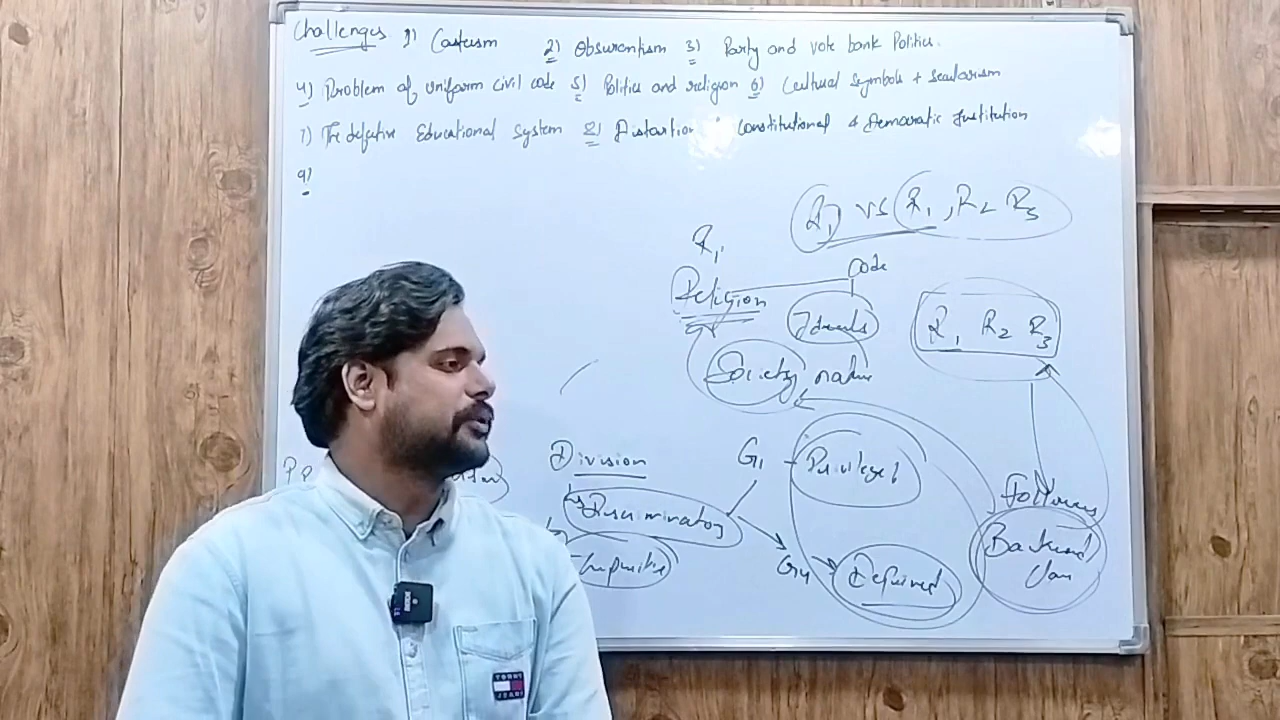 Challenges 1) Casteism 2) Obsurantism 3) Party and vote bank Politics.
4) Problem of Uniform civil code 5) Politics and religion 6) Cultural Symbols + Secularism
7) The defective Educational System 8) Distortion Constitutional & Democratic Institution
9)
R1 vs R1, R2 R3
R1
Code
Religion
Ideals
R1 R2 R3
Society
Division
G1 - Privileged
Followers
Discriminatory
Backward
Class
G4
Deprived
TOMMY
JEANS